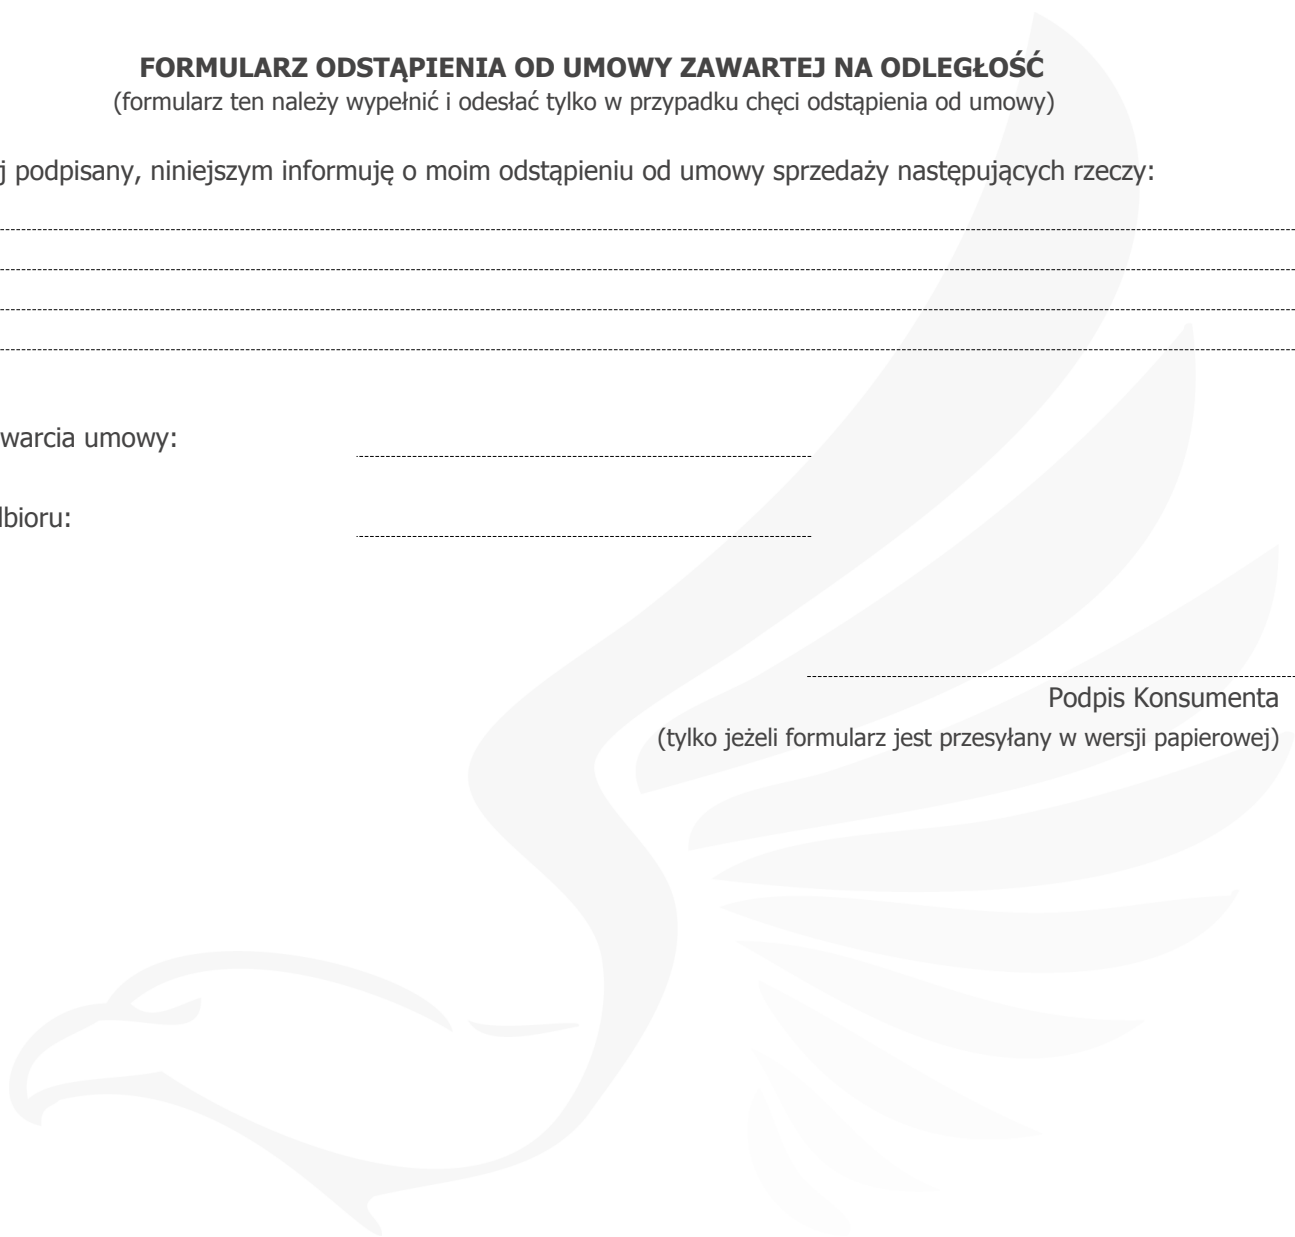 FORMULARZ ODSTĄPIENIA OD UMOWY ZAWARTEJ NA ODLEGŁOŚĆ
(formularz ten należy wypełnić i odesłać tylko w przypadku chęci odstąpienia od umowy)
j podpisany, niniejszym informuję o moim odstąpieniu od umowy sprzedaży następujących rzeczy:
warcia umowy:
bioru:
Podpis Konsumenta
(tylko jeżeli formularz jest przesyłany w wersji papierowej)